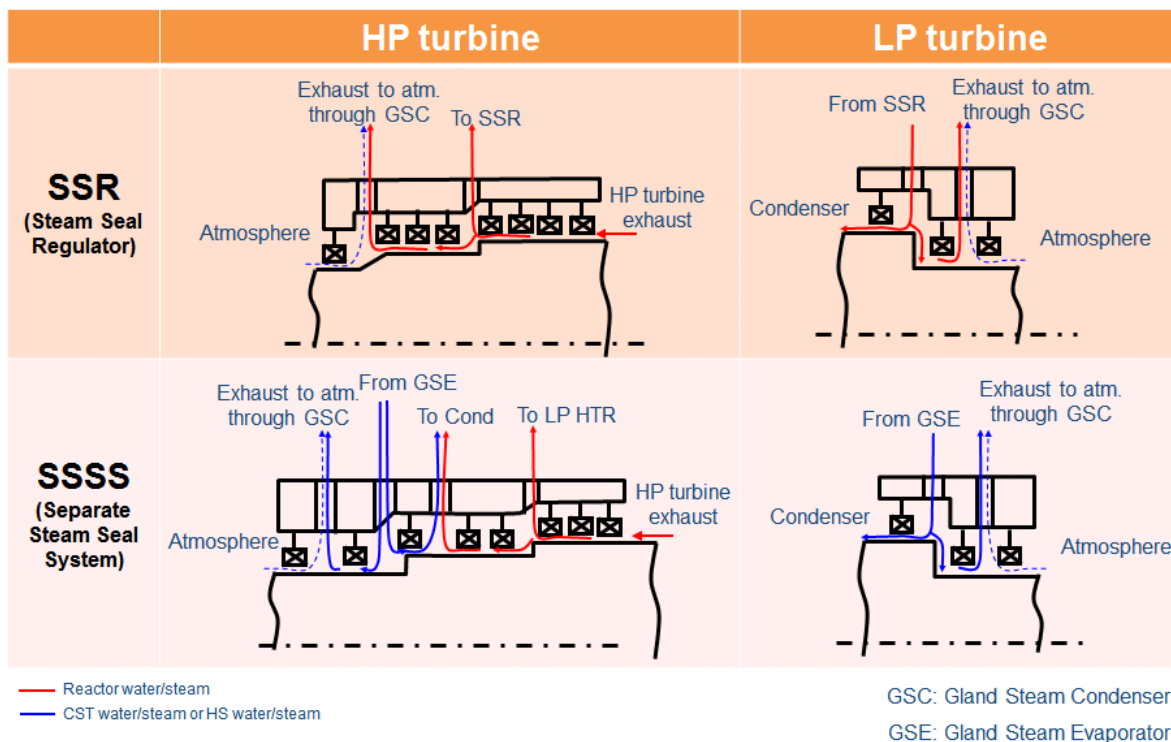 HP turbine
LP turbine
SSR
(Steam Seal
Regulator)
Exhaust to atm.
through GSC
To SSR
HP turbine
exhaust
Atmosphere
From SSR
Exhaust to atm.
through GSC
Condenser
Atmosphere
SSSS
(Separate
Steam Seal
System)
Exhaust to atm.
through GSC
From GSE
To Cond
To LP HTR
HP turbine
exhaust
Atmosphere
From GSE
Exhaust to atm.
through GSC
Condenser
Atmosphere
Reactor water/steam
CST water/steam or HS water/steam
GSC: Gland Steam Condenser
GSE: Gland Steam Evaporator